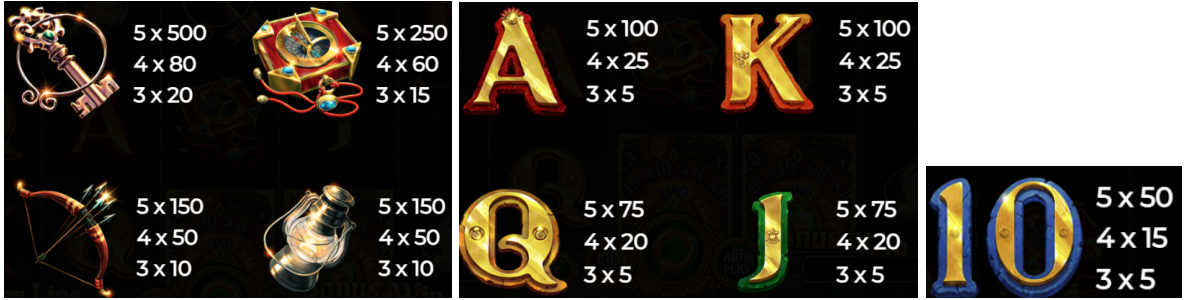 5 x 500
4 x 80
3 x 20
5 x 250
4 x 60
3 x 15
5 x 150
4 x 50
3 x 10
5 x 150
4 x 50
3 x 10
A
5 x 100
4 x 25
3 x 5
K
5 x 100
4 x 25
3 x 5
Q
5 x 75
4 x 20
3 x 5
J
5 x 75
4 x 20
3 x 5
10
5 x 50
4 x 15
3 x 5